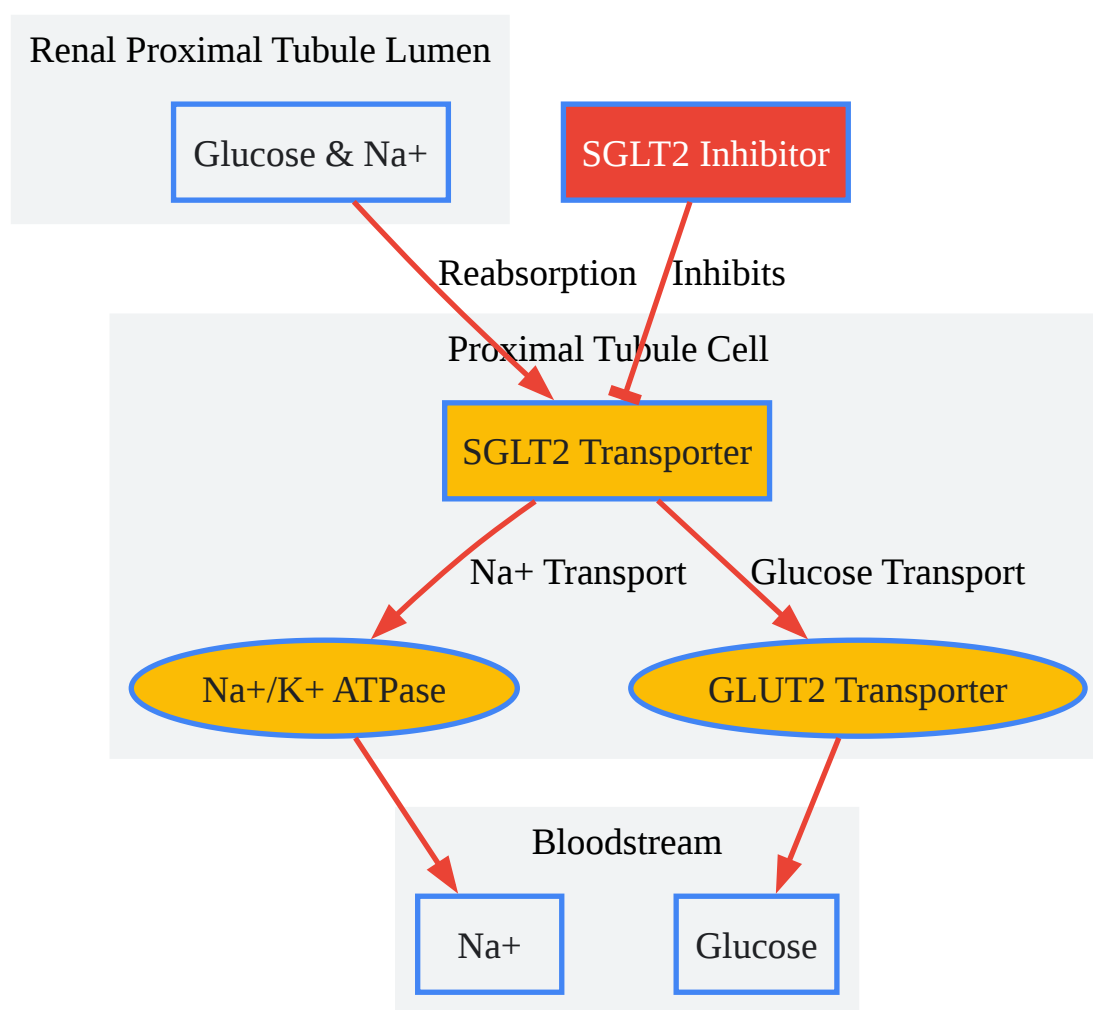 Renal Proximal Tubule Lumen
Glucose & Na+
SGLT2 Inhibitor
Reabsorption
Inhibits
Proximal Tubule Cell
SGLT2 Transporter
Na+ Transport
Glucose Transport
Na+/K+ ATPase
GLUT2 Transporter
Bloodstream
Na+
Glucose